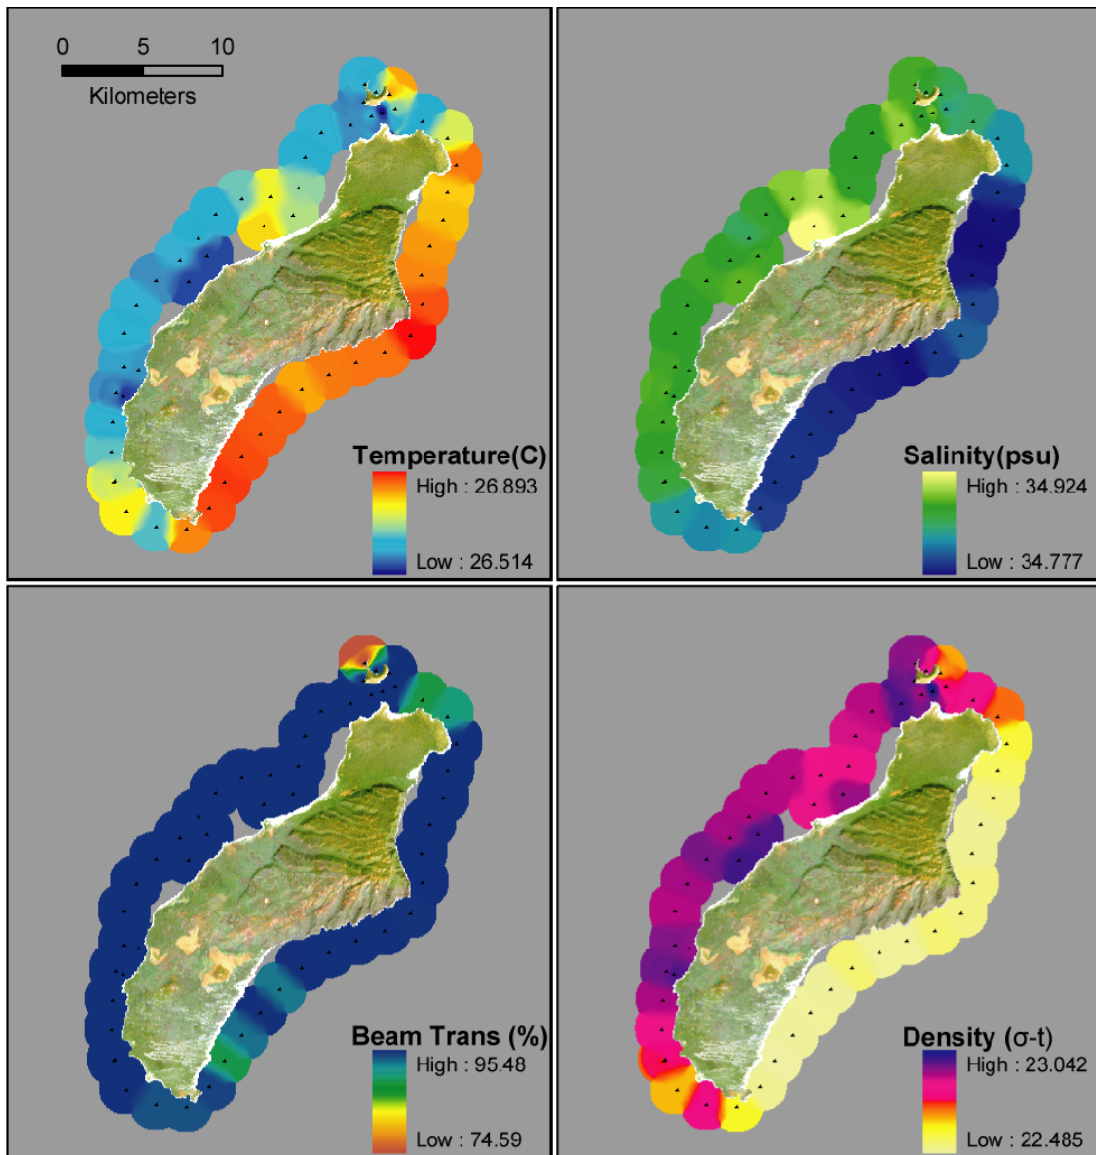 0 5 10
Kilometers
Temperature(C)
High : 26.893
Low : 26.514
Salinity(psu)
High : 34.924
Low : 34.777
Beam Trans (%)
High : 95.48
Low : 74.59
Density (σ-t)
High : 23.042
Low : 22.485